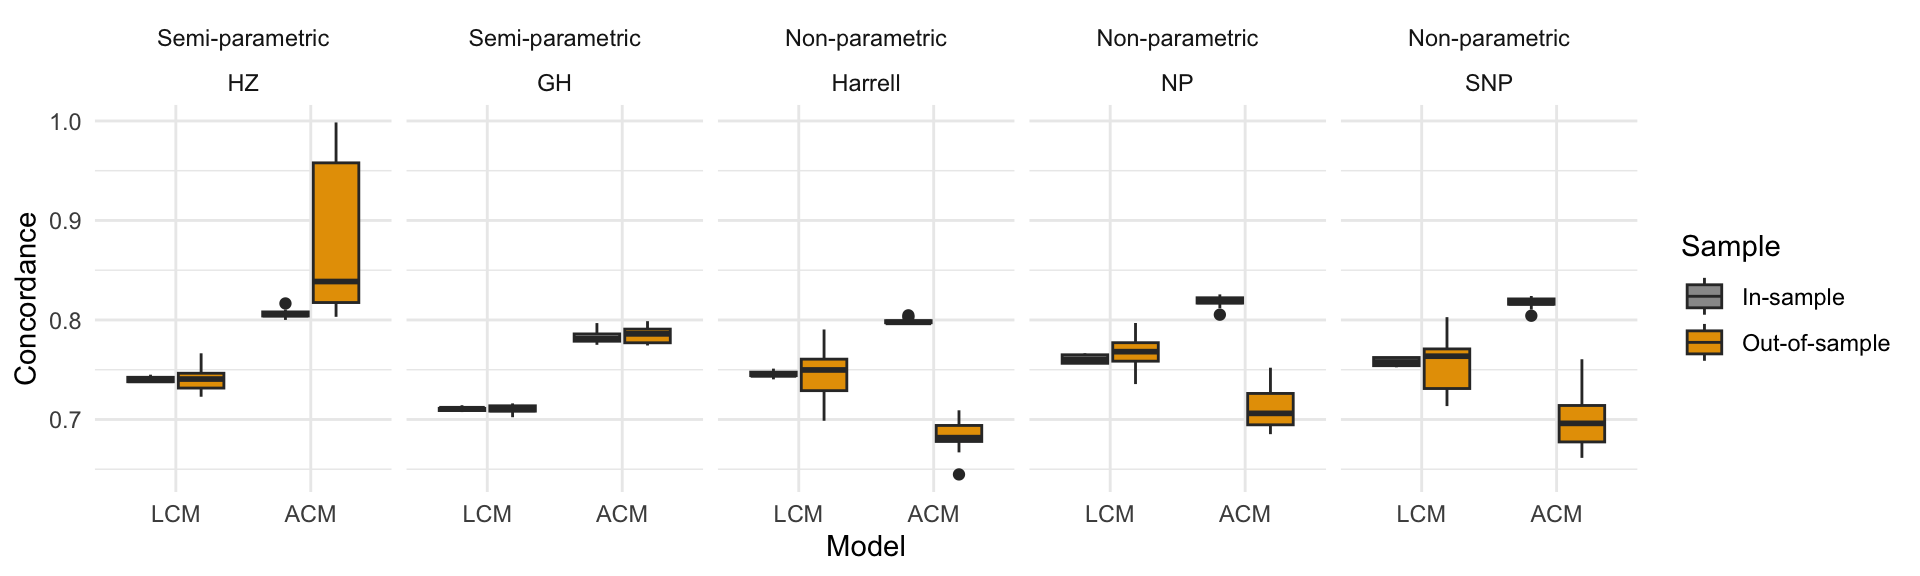 Semi-parametric Semi-parametric Non-parametric Non-parametric Non-parametric
HZ GH Harrell NP SNP
1.0
0.9
0.8
0.7
Concordance
LCM ACM LCM ACM LCM ACM LCM ACM LCM ACM
Model
Sample
In-sample
Out-of-sample